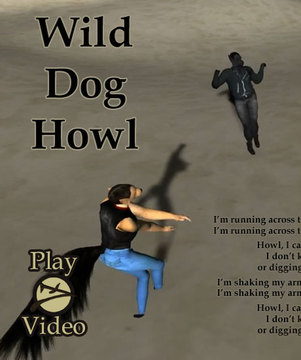 Wild
Dog
Howl
I'm running across t
I'm running across t
Howl, I ca
I don't k
or digging
I'm shaking my arm
I'm shaking my arm
Howl, I ca
I don't k
or digging
Play
Video